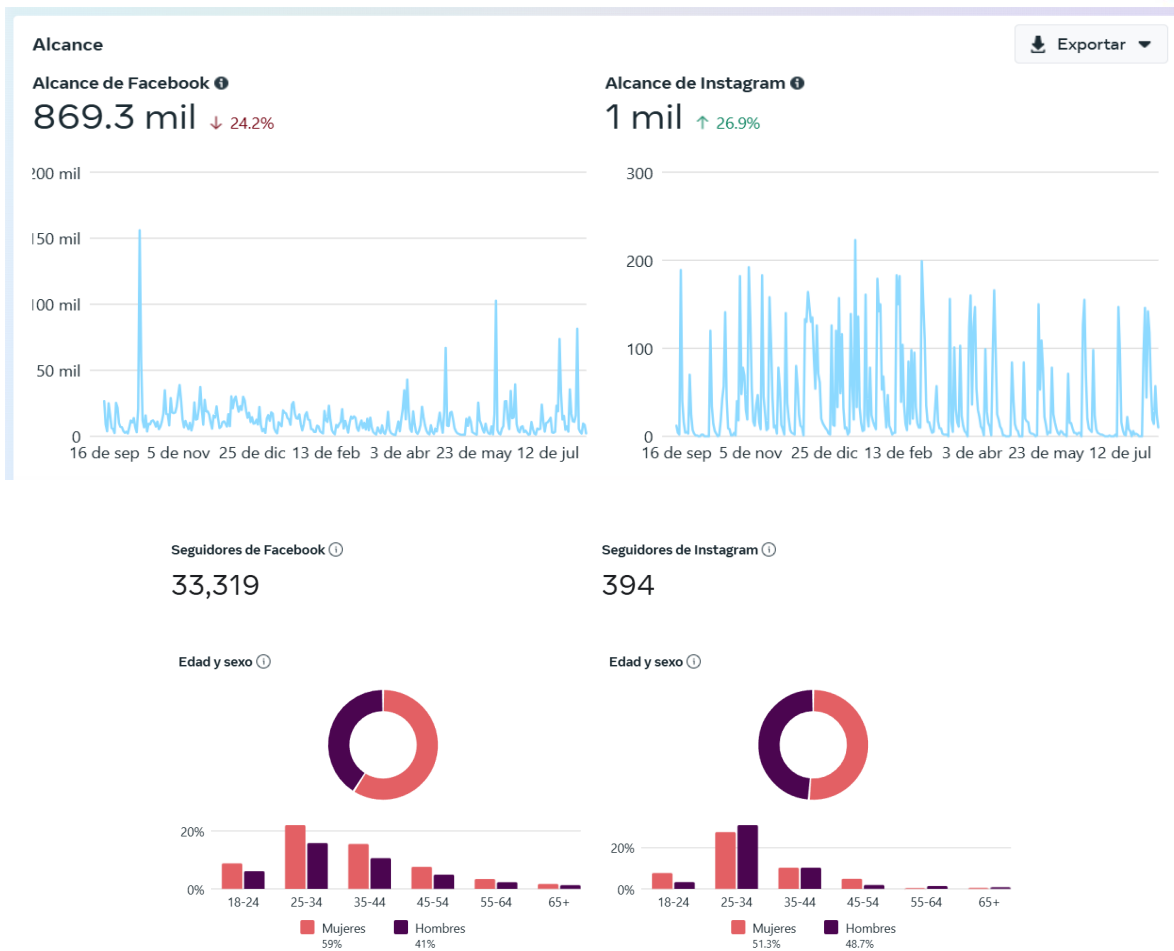 Alcance
Exportar
Alcance de Facebook
869.3 mil ↓ 24.2%
Alcance de Instagram
1 mil ↑ 26.9%
200 mil
150 mil
100 mil
50 mil
0
16 de sep 5 de nov 25 de dic 13 de feb 3 de abr 23 de may 12 de jul
300
200
100
0
16 de sep 5 de nov 25 de dic 13 de feb 3 de abr 23 de may 12 de jul
Seguidores de Facebook
33,319
Seguidores de Instagram
394
Edad y sexo
20%
0%
18-24 25-34 35-44 45-54 55-64 65+
Mujeres
59%
Hombres
41%
Edad y sexo
20%
0%
18-24 25-34 35-44 45-54 55-64 65+
Mujeres
51.3%
Hombres
48.7%